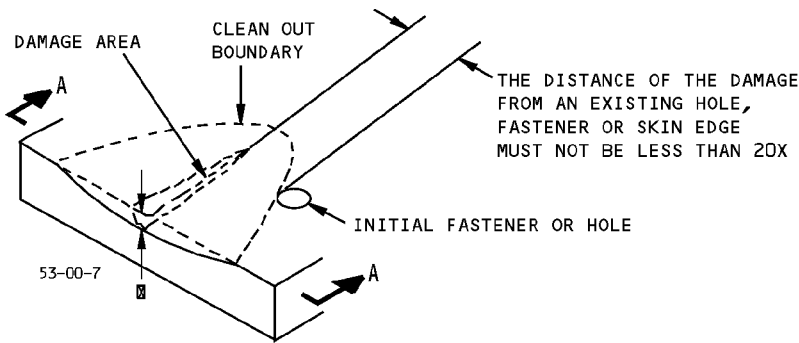 CLEAN OUT
BOUNDARY
DAMAGE AREA
A
THE DISTANCE OF THE DAMAGE
FROM AN EXISTING HOLE,
FASTENER OR SKIN EDGE
MUST NOT BE LESS THAN 20X
INITIAL FASTENER OR HOLE
53-00-7
A